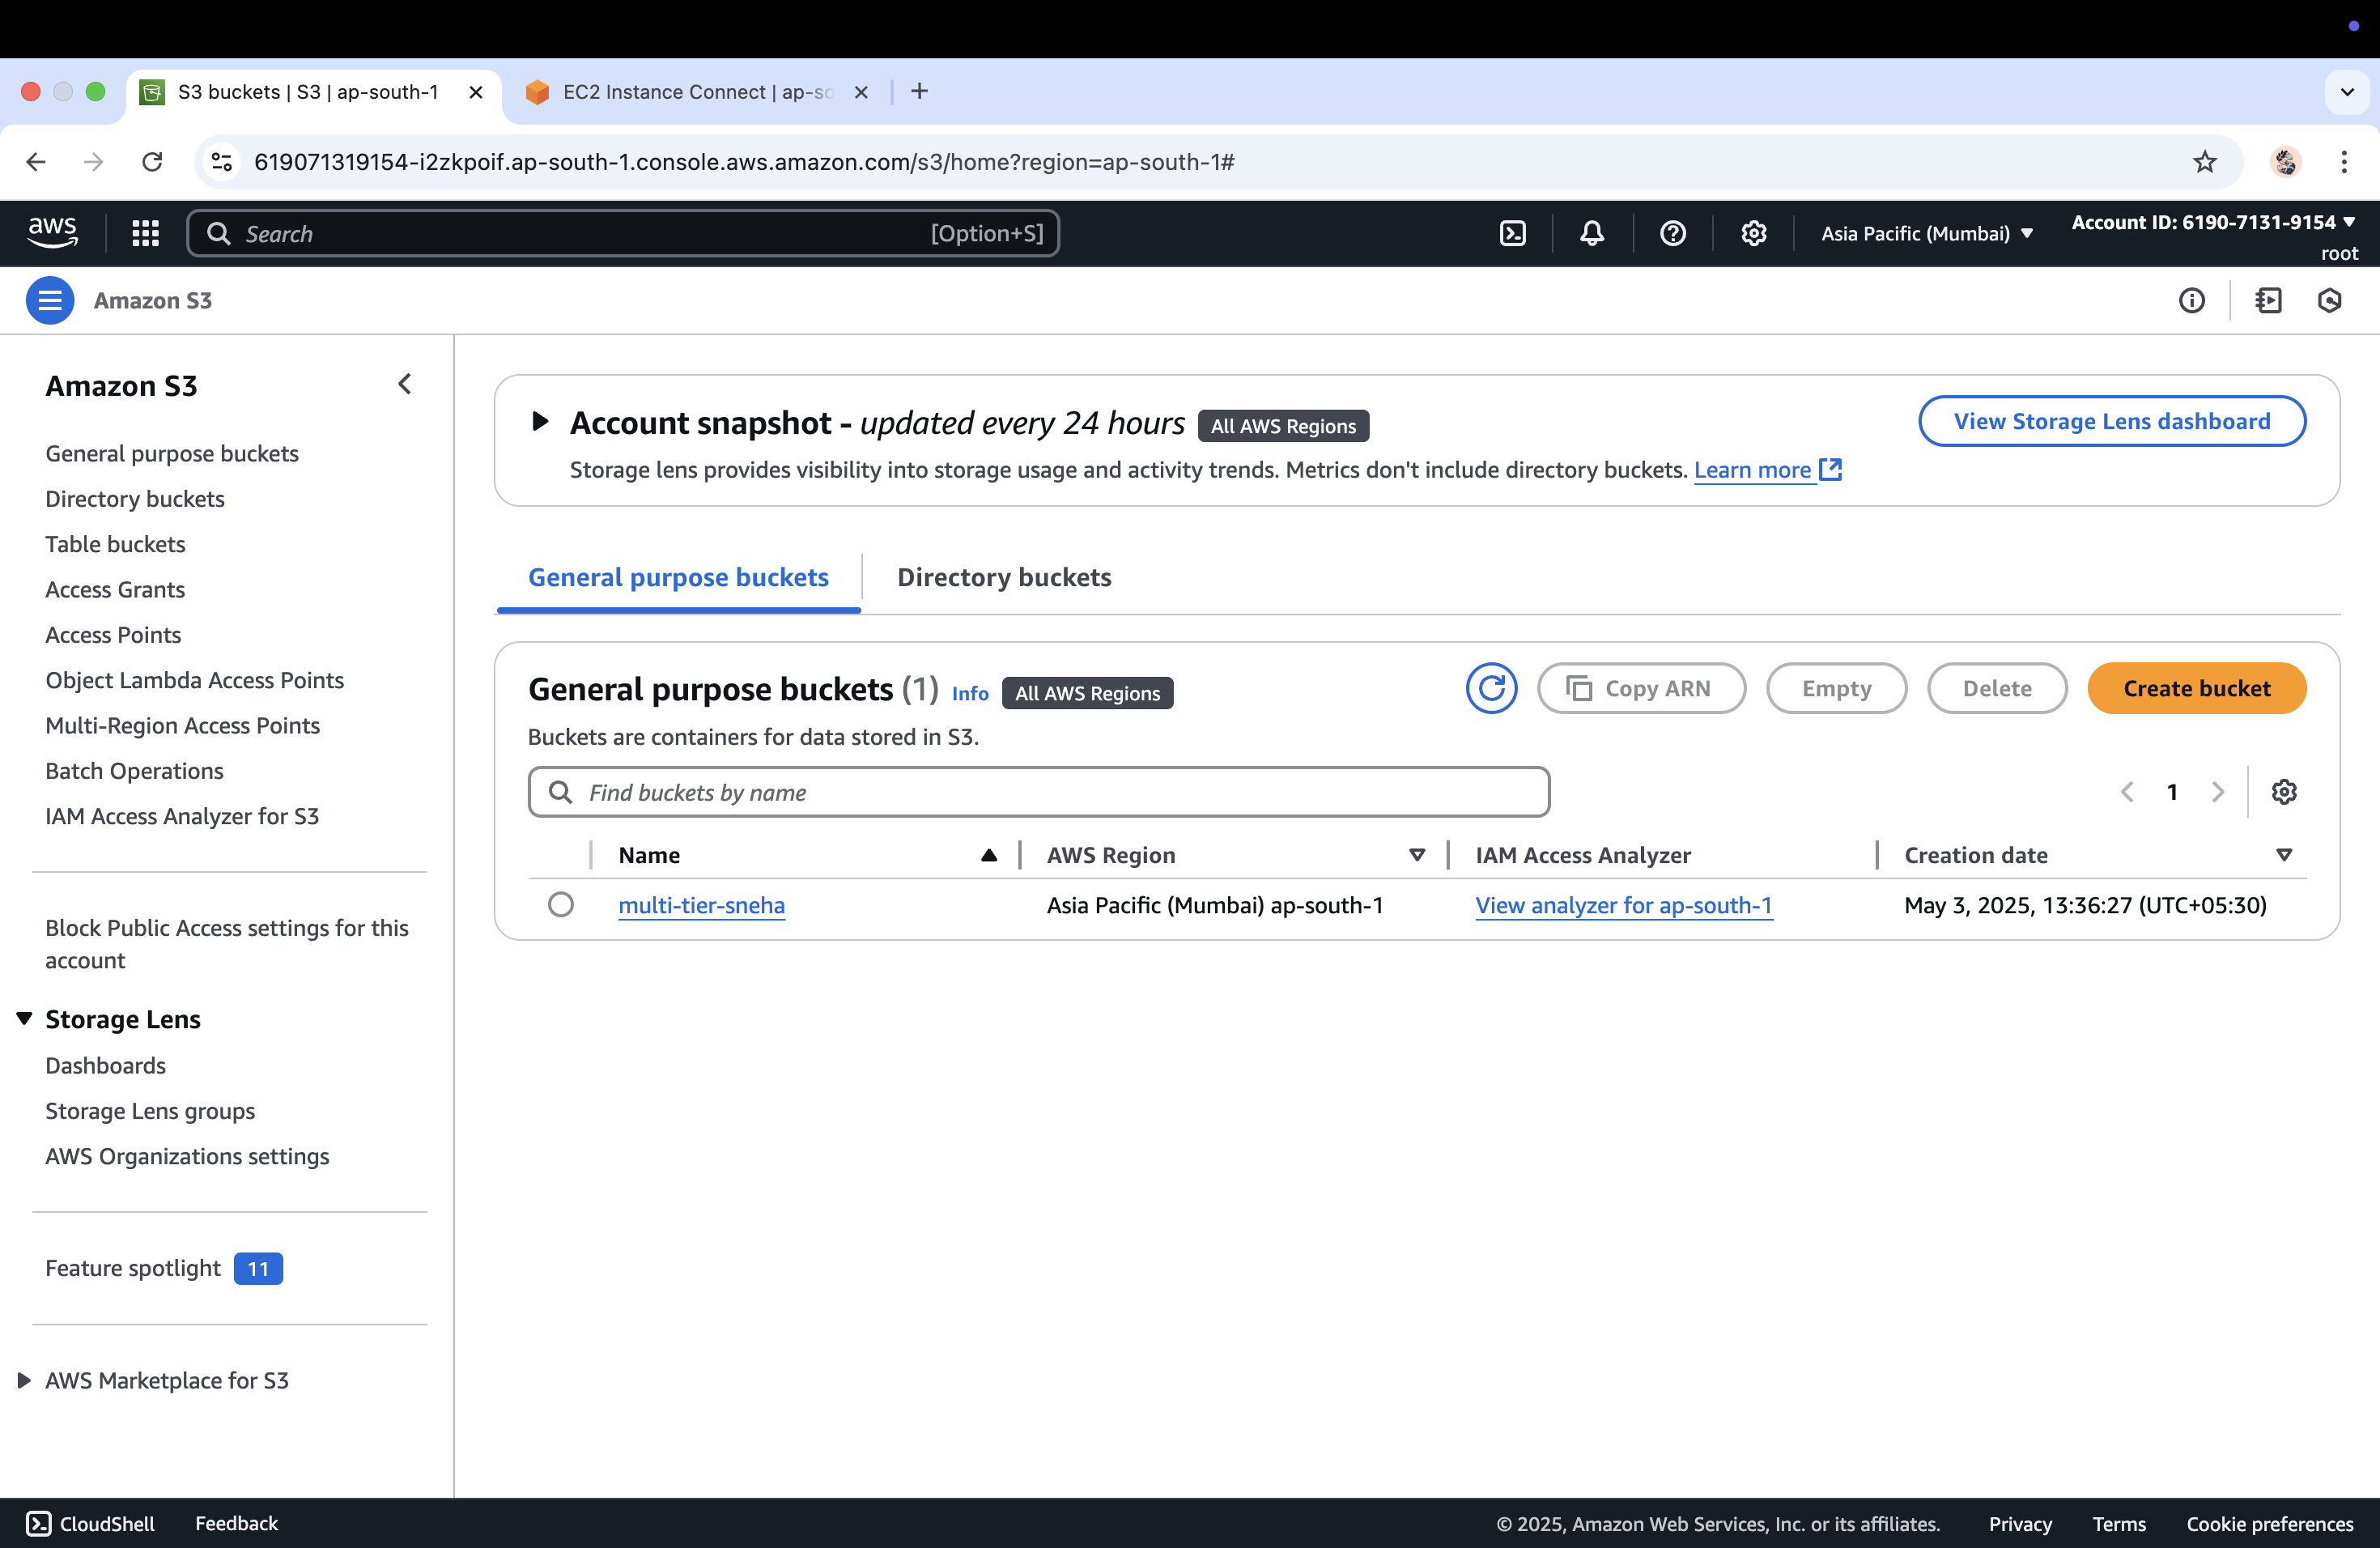 S3 buckets | S3 | ap-south-1
EC2 Instance Connect | ap-so
619071319154-i2zkpoif.ap-south-1.console.aws.amazon.com/s3/home?region=ap-south-1#
aws
Search
[Option+S]
Asia Pacific (Mumbai)
Account ID: 6190-7131-9154
root
Amazon S3
Amazon S3
General purpose buckets
Directory buckets
Table buckets
Access Grants
Access Points
Object Lambda Access Points
Multi-Region Access Points
Batch Operations
IAM Access Analyzer for S3
Block Public Access settings for this
account
Storage Lens
Dashboards
Storage Lens groups
AWS Organizations settings
Feature spotlight 11
AWS Marketplace for S3
Account snapshot - updated every 24 hours All AWS Regions
View Storage Lens dashboard
Storage lens provides visibility into storage usage and activity trends. Metrics don't include directory buckets. Learn more
General purpose buckets
Directory buckets
General purpose buckets (1) Info All AWS Regions
Copy ARN
Empty
Delete
Create bucket
Buckets are containers for data stored in S3.
Find buckets by name
1
Name AWS Region IAM Access Analyzer Creation date
multi-tier-sneha Asia Pacific (Mumbai) ap-south-1 View analyzer for ap-south-1 May 3, 2025, 13:36:27 (UTC+05:30)
CloudShell Feedback © 2025, Amazon Web Services, Inc. or its affiliates. Privacy Terms Cookie preferences